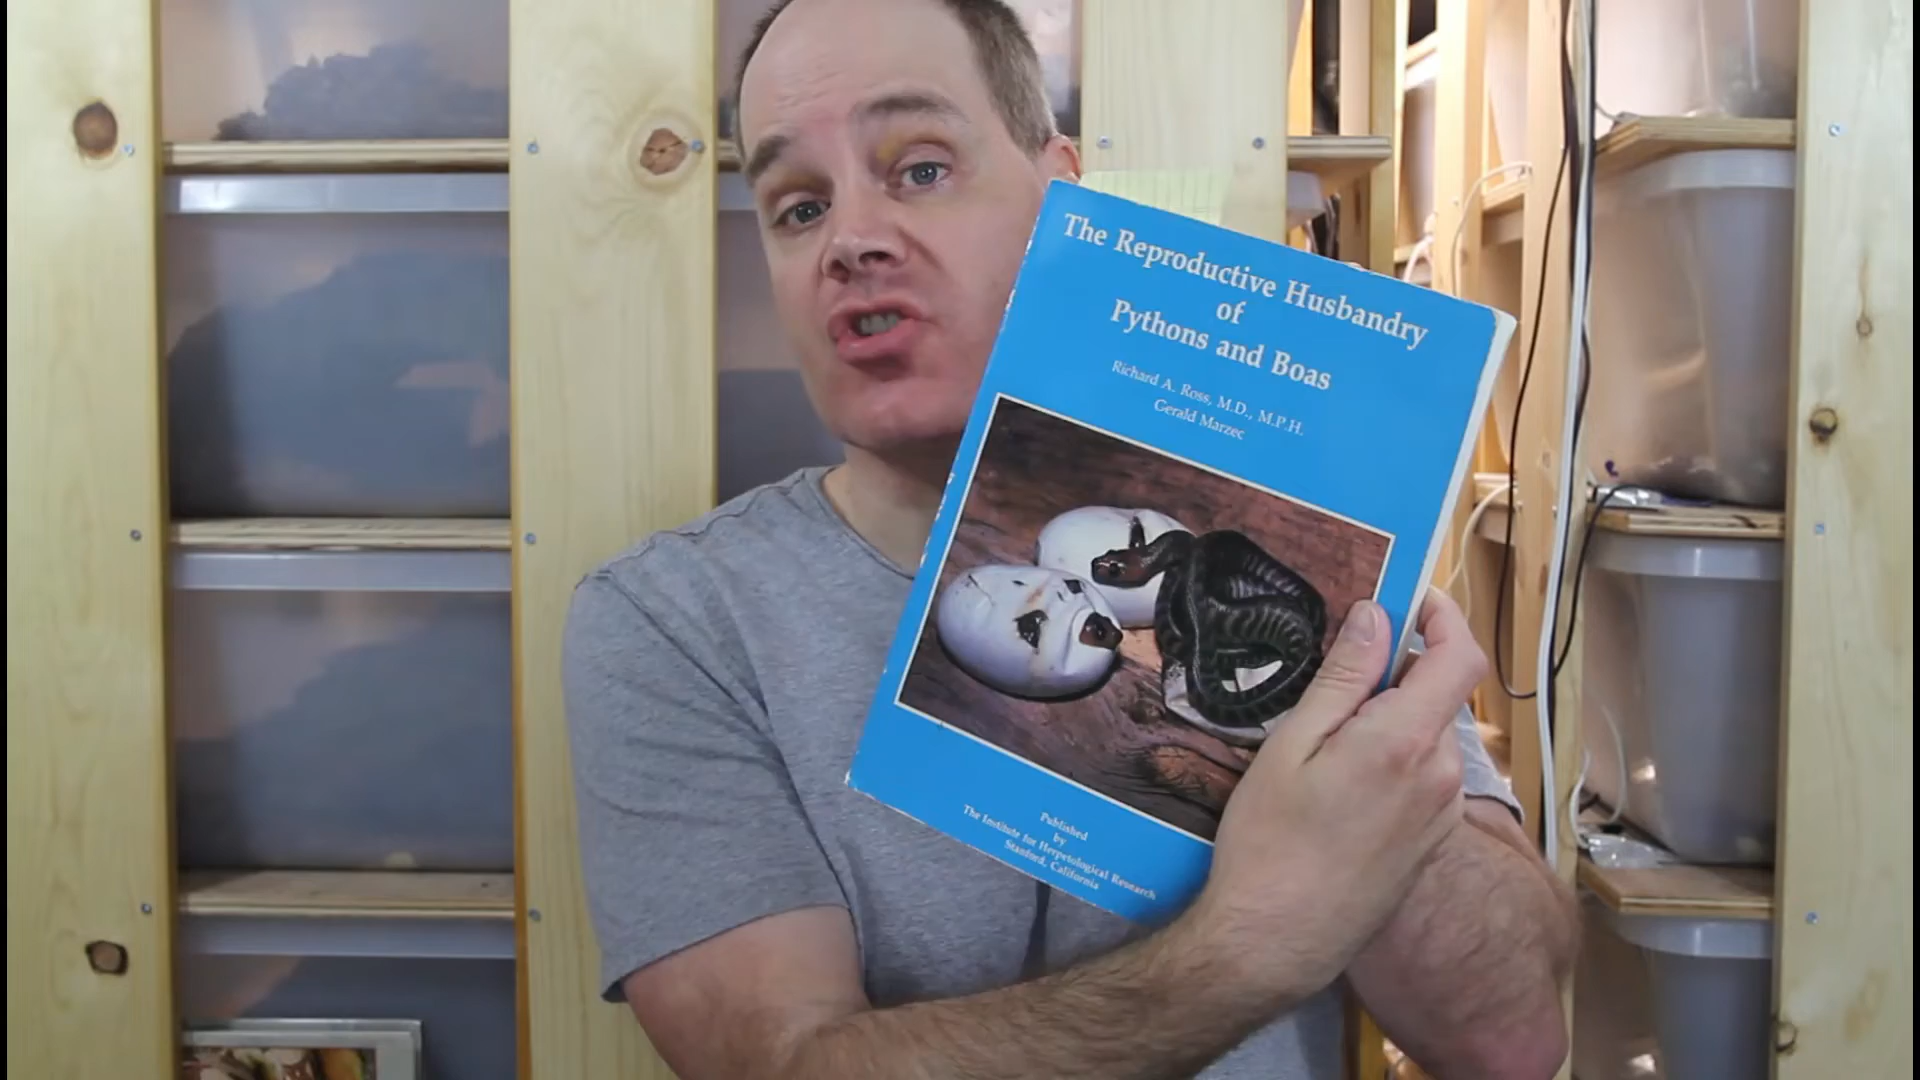 The Reproductive Husbandry
of
Pythons and Boas
Richard A. Ross, M.D., M.P.H.
Gerald Marzec
Published
by
The Institute for Herpetological Research
Stanford, California